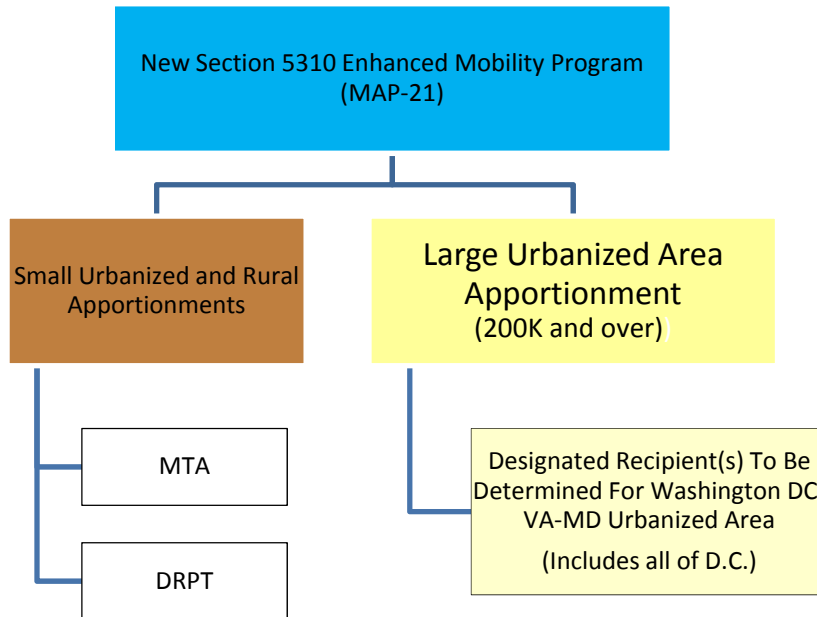 New Section 5310 Enhanced Mobility Program
(MAP-21)
Small Urbanized and Rural
Apportionments
Large Urbanized Area
Apportionment
(200K and over))
MTA
DRPT
Designated Recipient(s) To Be
Determined For Washington DC
VA-MD Urbanized Area
(Includes all of D.C.)